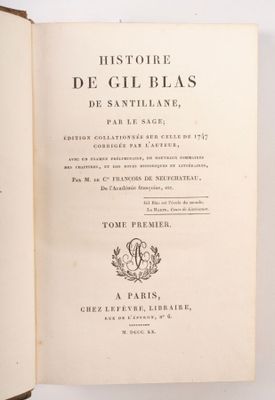 HISTOIRE
DE GIL BLAS
DE SANTILLANE,
PAR LE SAGE;
ÉDITION COLLATIONNÉE SUR CELLE DE 1747
CORRIGÉE PAR L'AUTEUR,
AVEC UN EXAMEN PRÉLIMINAIRE, DE NOUVEAUX SOMMAIRES
DES CHAPITRES, ET DES NOTES HISTORIQUES ET LITTÉRAIRES,
PAR M. LE Cte FRANÇOIS DE NEUFCHATEAU,
De l'Académie françoise, etc.
Gil Blas est l'école du monde.
LA HARPE, Cours de Littérature.
TOME PREMIER.
A PARIS,
CHEZ LEFÈVRE, LIBRAIRE,
RUE DE L'ÉPERON, N° 6.
M. DCCC. XX.